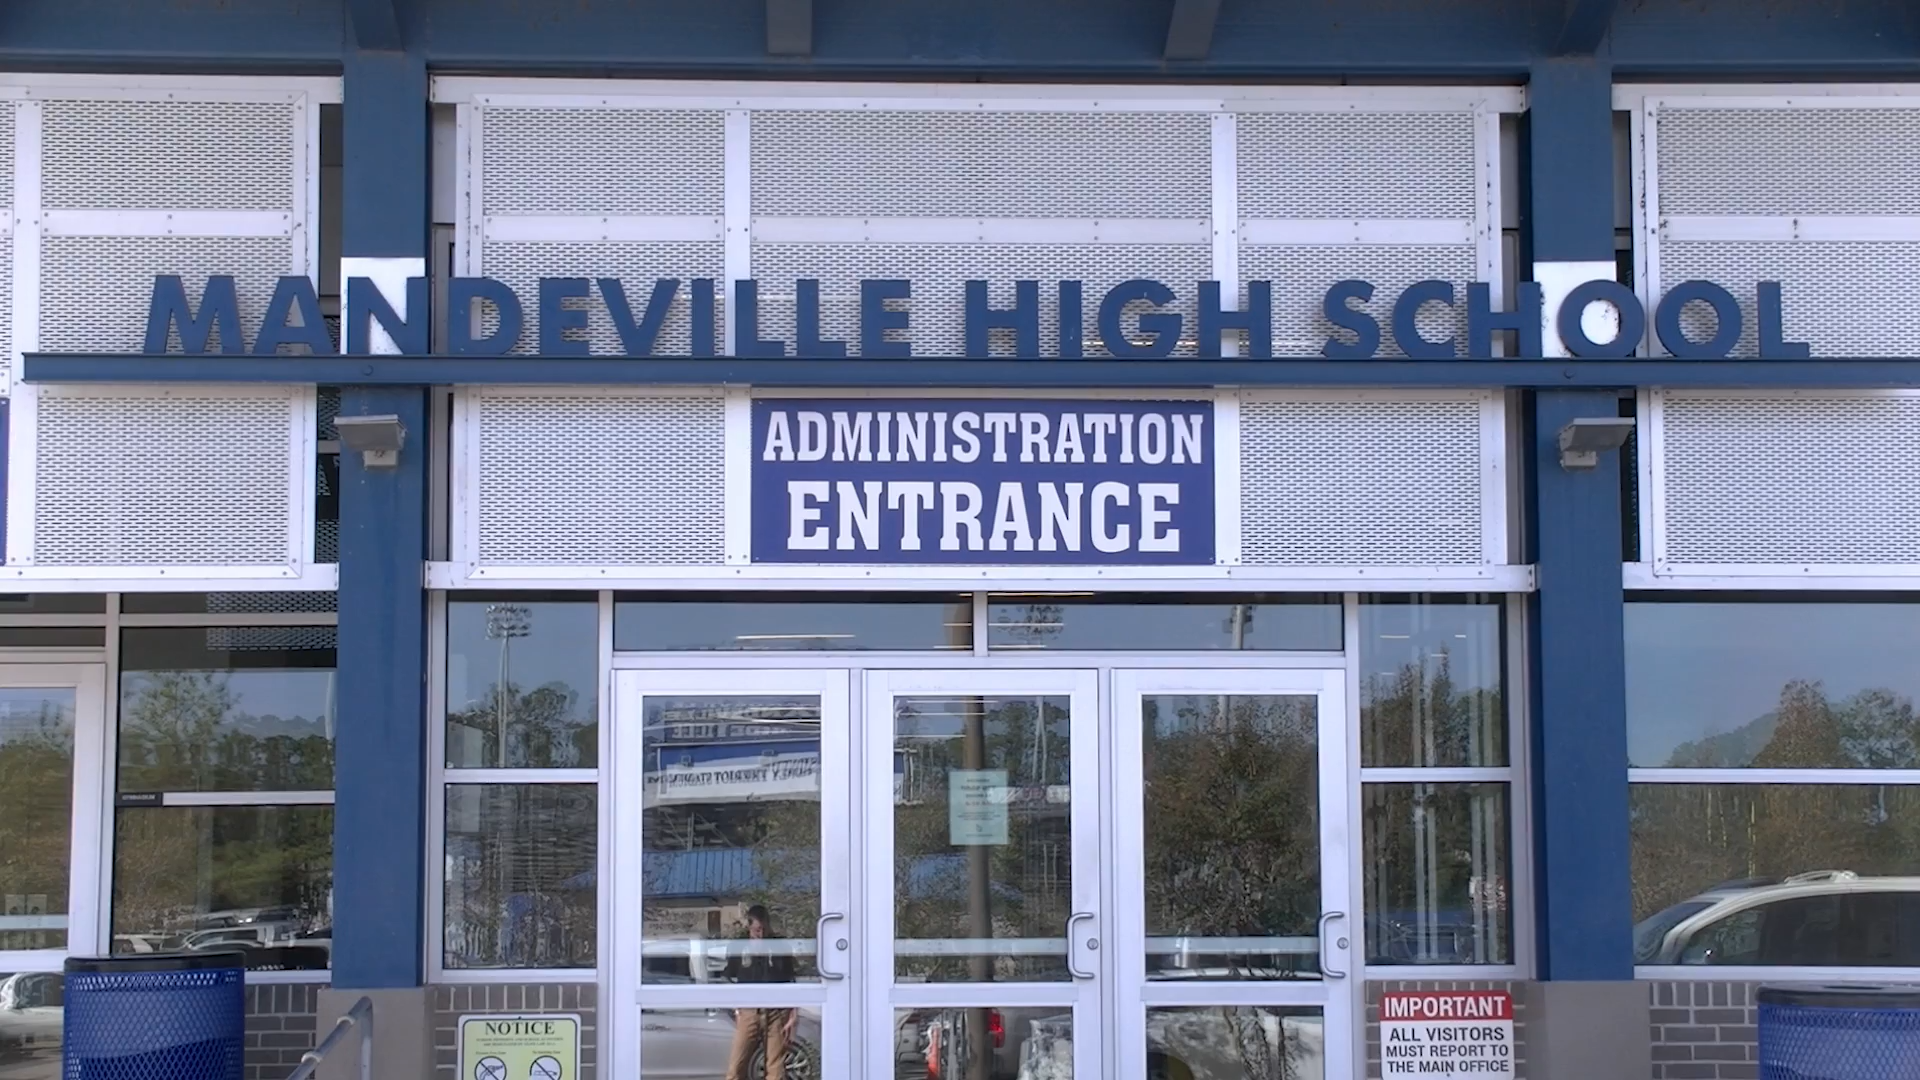 MANDEVILLE HIGH SCHOOL
ADMINISTRATION
ENTRANCE
NOTICE
IMPORTANT
ALL VISITORS
MUST REPORT TO
THE MAIN OFFICE